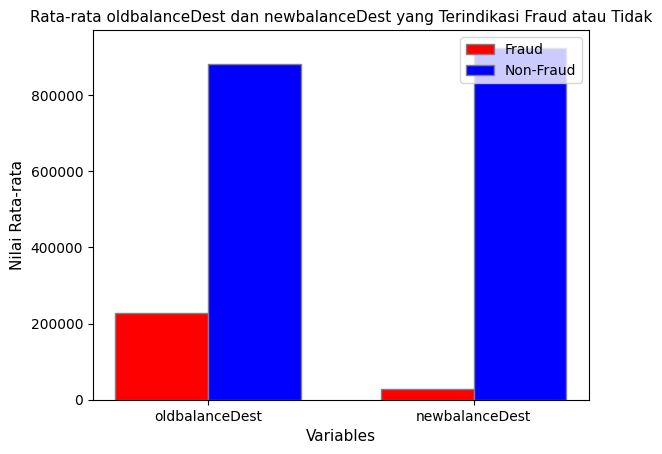 Rata-rata oldbalanceDest dan newbalanceDest yang Terindikasi Fraud atau Tidak
Fraud
Non-Fraud
800000
600000
400000
200000
0
Nilai Rata-rata
oldbalanceDest
newbalanceDest
Variables